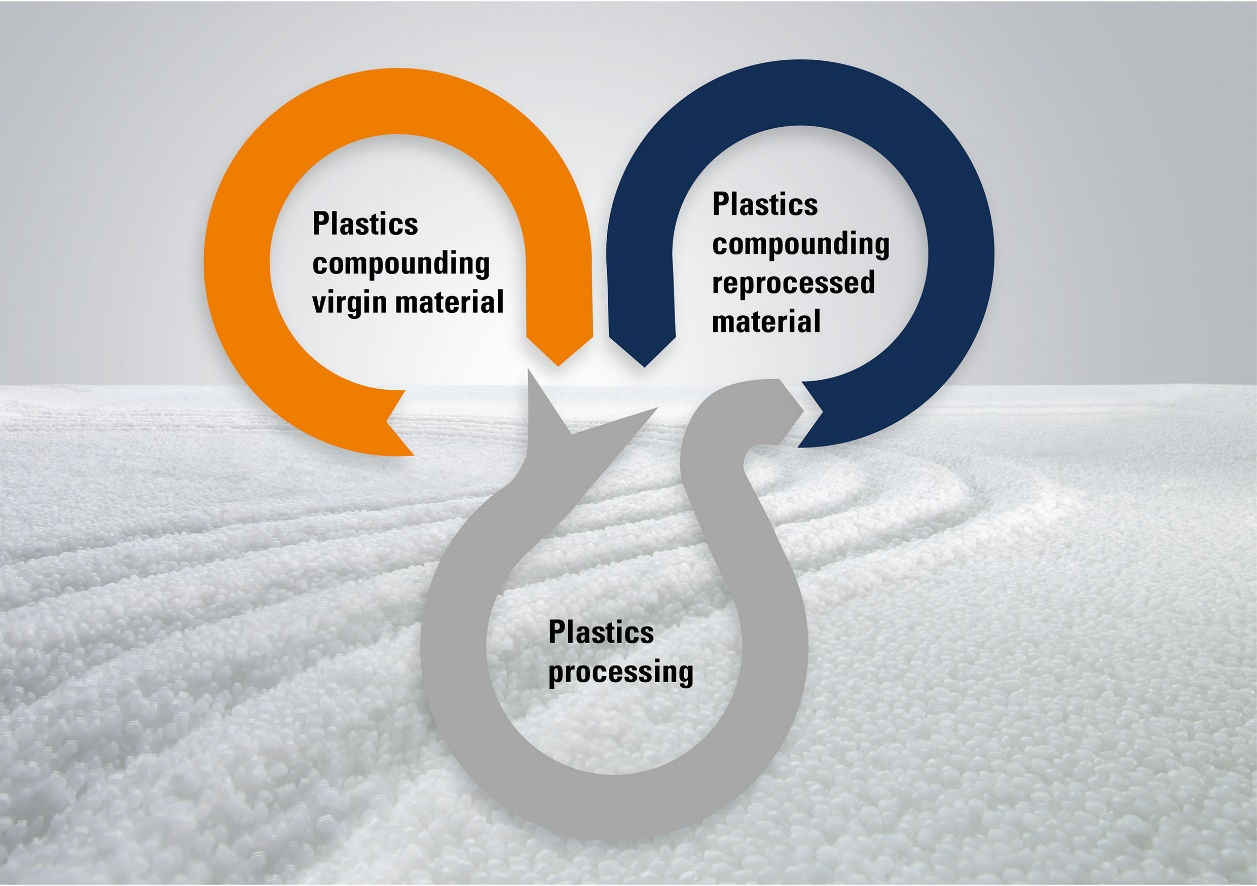 Plastics
compounding
virgin material
Plastics
compounding
reprocessed
material
Plastics
processing